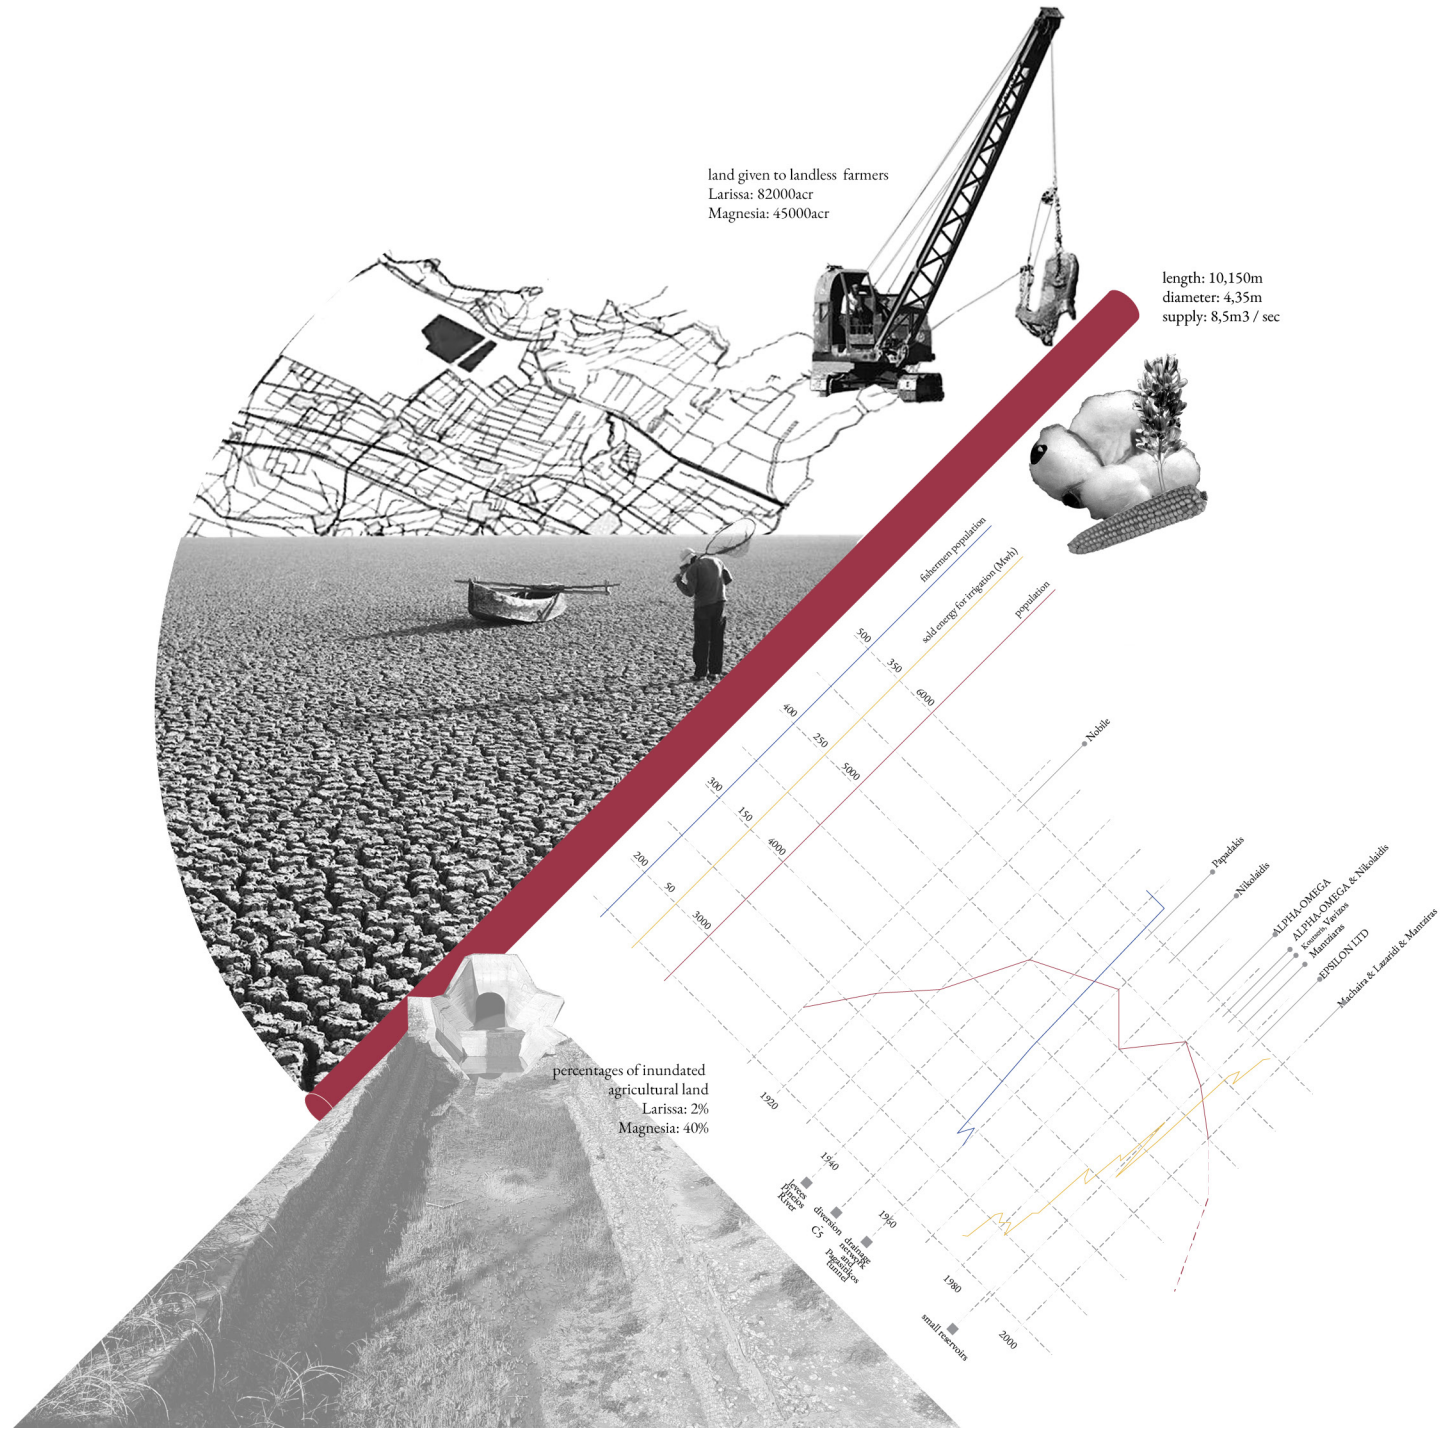 land given to landless farmers
Larissa: 82000acr
Magnesia: 45000acr
length: 10,150m
diameter: 4,35m
supply: 8,5m3 / sec
fishermen population
sold energy for irrigation (Mwh)
population
500
350
6000
400
250
5000
300
150
4000
200
50
3000
Nobile
Papadakis
Nikolaidis
ALPHA-OMEGA
ALPHA-OMEGA & Nikolaidis
Koutseris, Vavizos
Mantziaras
EPSILON LTD
Machaira & Lazaridi & Mantziras
percentages of inundated
agricultural land
Larissa: 2%
Magnesia: 40%
1920
1940
1960
1980
2000
levees
Pineios
River
diversion
C5
drainage
network
and
Pagasitikos
funnel
small reservoirs